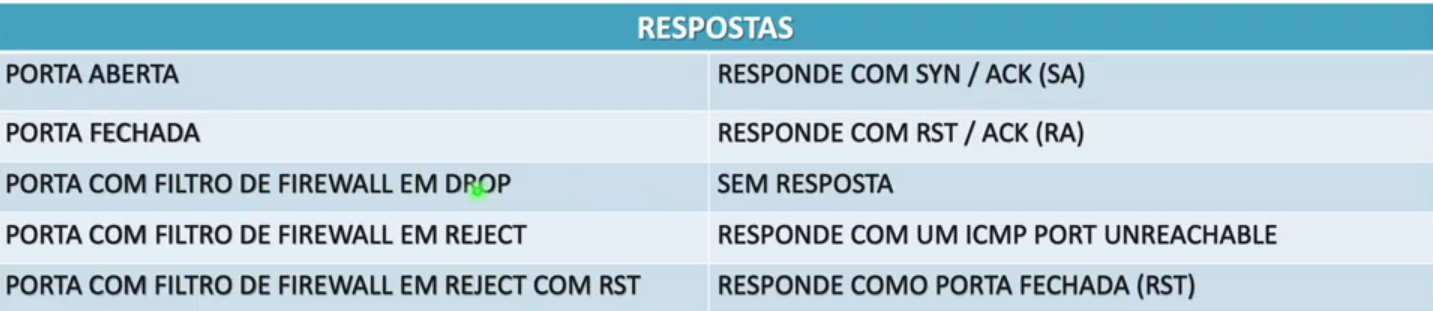 RESPOSTAS
PORTA ABERTA
RESPONDE COM SYN / ACK (SA)
PORTA FECHADA
RESPONDE COM RST / ACK (RA)
PORTA COM FILTRO DE FIREWALL EM DROP
SEM RESPOSTA
PORTA COM FILTRO DE FIREWALL EM REJECT
RESPONDE COM UM ICMP PORT UNREACHABLE
PORTA COM FILTRO DE FIREWALL EM REJECT COM RST
RESPONDE COMO PORTA FECHADA (RST)